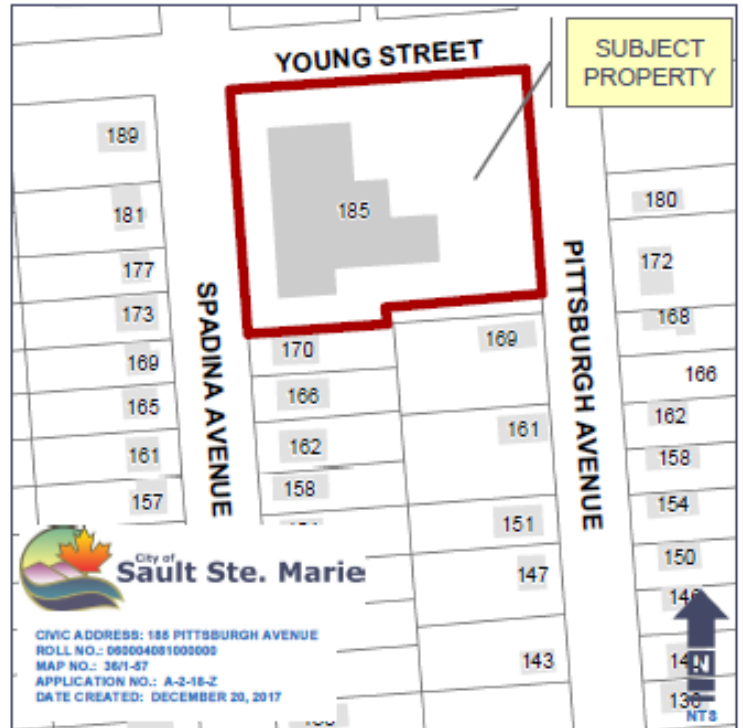 YOUNG STREET
SUBJECT
PROPERTY
189
181
177
173
169
165
161
157
SPADINA AVENUE
185
170
166
162
158
169
161
151
147
143
PITTSBURGH AVENUE
180
172
168
166
162
158
154
150
City of
Sault Ste. Marie
CIVIC ADDRESS: 185 PITTSBURGH AVENUE
ROLL NO.: 060004081000000
MAP NO.: 36/1-67
APPLICATION NO.: A-2-18-Z
DATE CREATED: DECEMBER 20, 2017
N
NTS